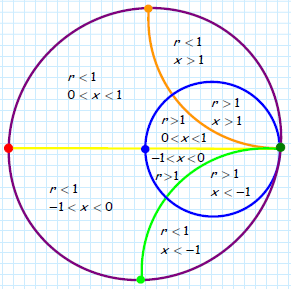 r < 1
x > 1
r < 1
0 < x < 1
r > 1
x > 1
r>1
0<x<1
-1<x<0
r>1
r > 1
x < -1
r < 1
-1 < x < 0
r < 1
x < -1